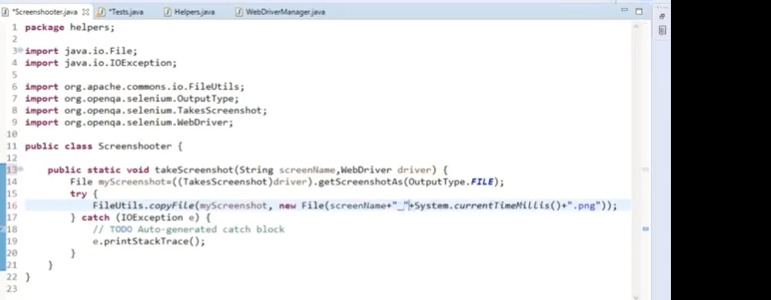 *Screenshooter.java *Tests.java Helpers.java WebDriverManager.java
1 package helpers;
2
3 import java.io.File;
4 import java.io.IOException;
5
6 import org.apache.commons.io.FileUtils;
7 import org.openqa.selenium.OutputType;
8 import org.openqa.selenium.TakesScreenshot;
9 import org.openqa.selenium.WebDriver;
10
11 public class Screenshooter {
12
13 public static void takeScreenshot(String screenName,WebDriver driver) {
14 File myScreenshot=((TakesScreenshot)driver).getScreenshotAs(OutputType.FILE);
15 try {
16 FileUtils.copyFile(myScreenshot, new File(screenName+"_"+System.currentTimeMillis()+".png"));
17 } catch (IOException e) {
18 // TODO Auto-generated catch block
19 e.printStackTrace();
20 }
21 }
22 }
23